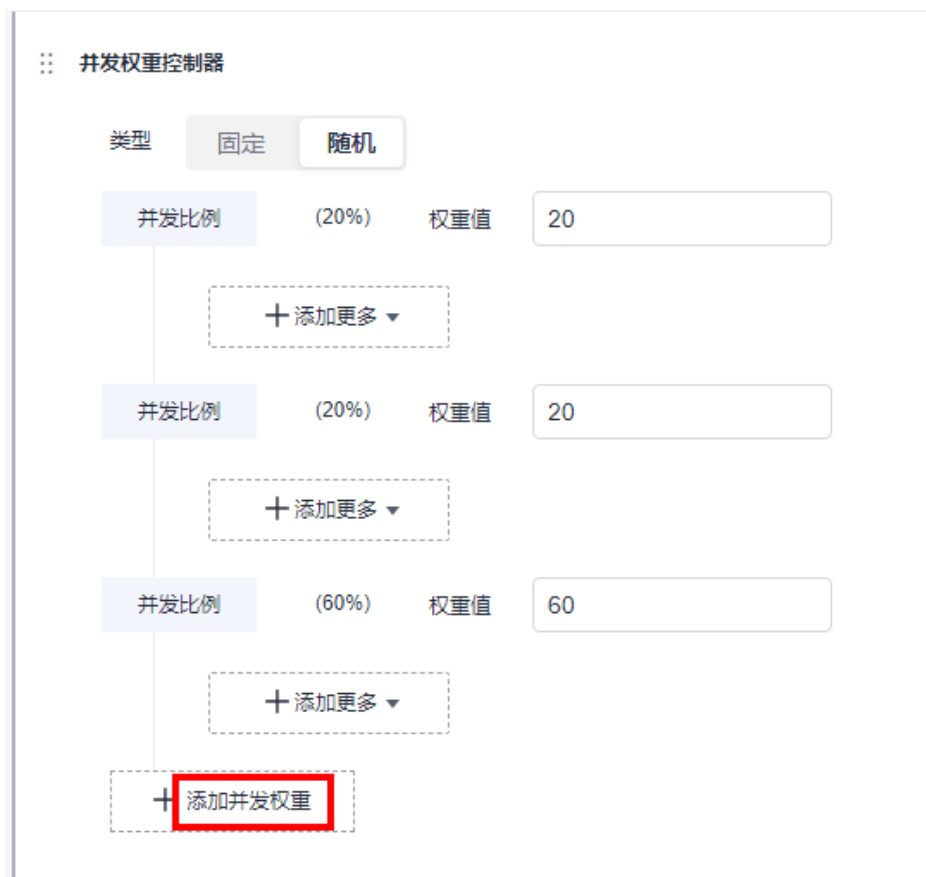 并发权重控制器
类型 固定 随机
并发比例 (20%) 权重值 20
添加更多
并发比例 (20%) 权重值 20
添加更多
并发比例 (60%) 权重值 60
添加更多
添加并发权重